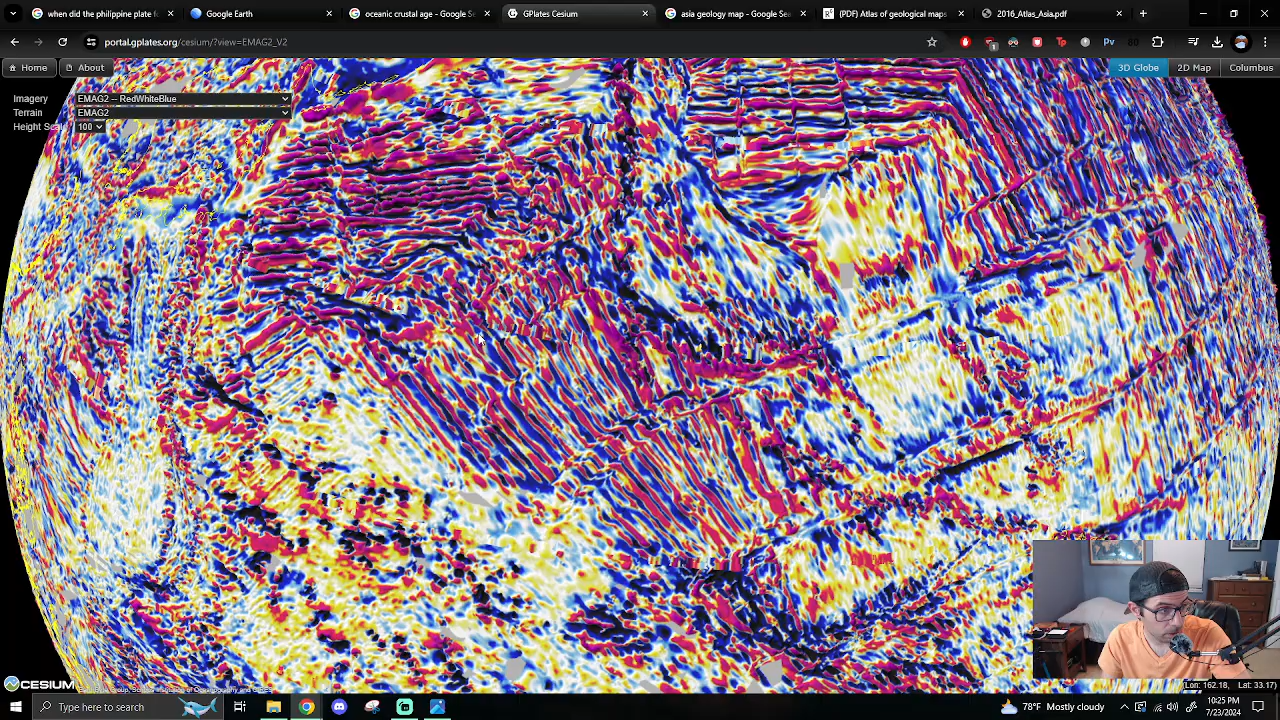 when did the philippine plate fo
Google Earth
oceanic crustal age - Google Se
GPlates Cesium
asia geology map - Google Sea
(PDF) Atlas of geological maps
2016_Atlas_Asia.pdf
portal.gplates.org/cesium/?view=EMAG2_V2
Home
About
3D Globe
2D Map
Columbus
Imagery
EMAG2 -- RedWhiteBlue
Terrain
EMAG2
Height Sca
100
CESIUM
(Lon: 162.18, Lat: 33.17)
Type here to search
78°F Mostly cloudy
10:25 PM
7/23/2024